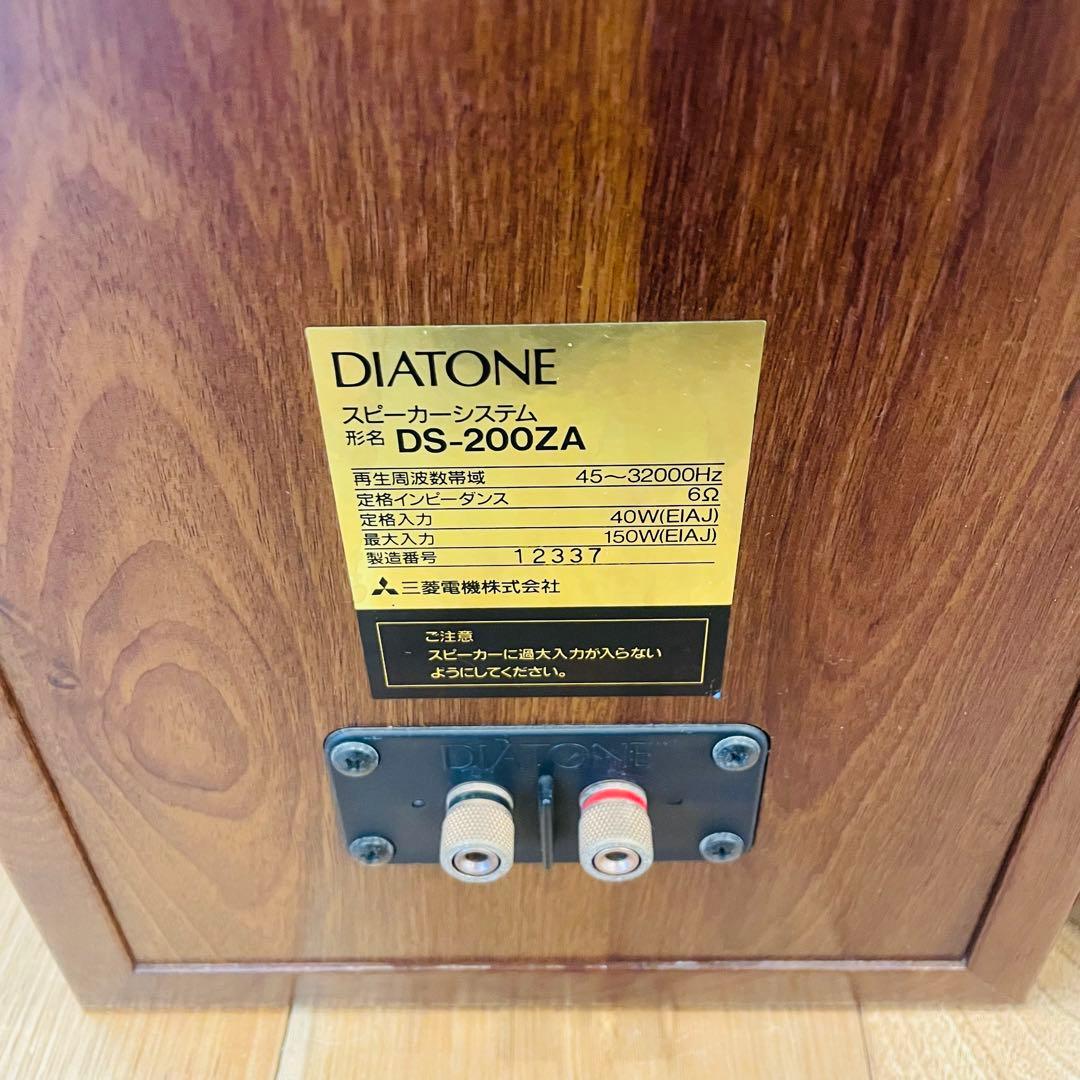 DIATONE
スピーカーシステム
形名 DS-200ZA
再生周波数帯域 45〜32000Hz
定格インピーダンス 6Ω
定格入力 40W(EIAJ)
最大入力 150W(EIAJ)
製造番号 12337
三菱電機株式会社
ご注意
スピーカーに過大入力が入らない
ようにしてください。
DIATONE